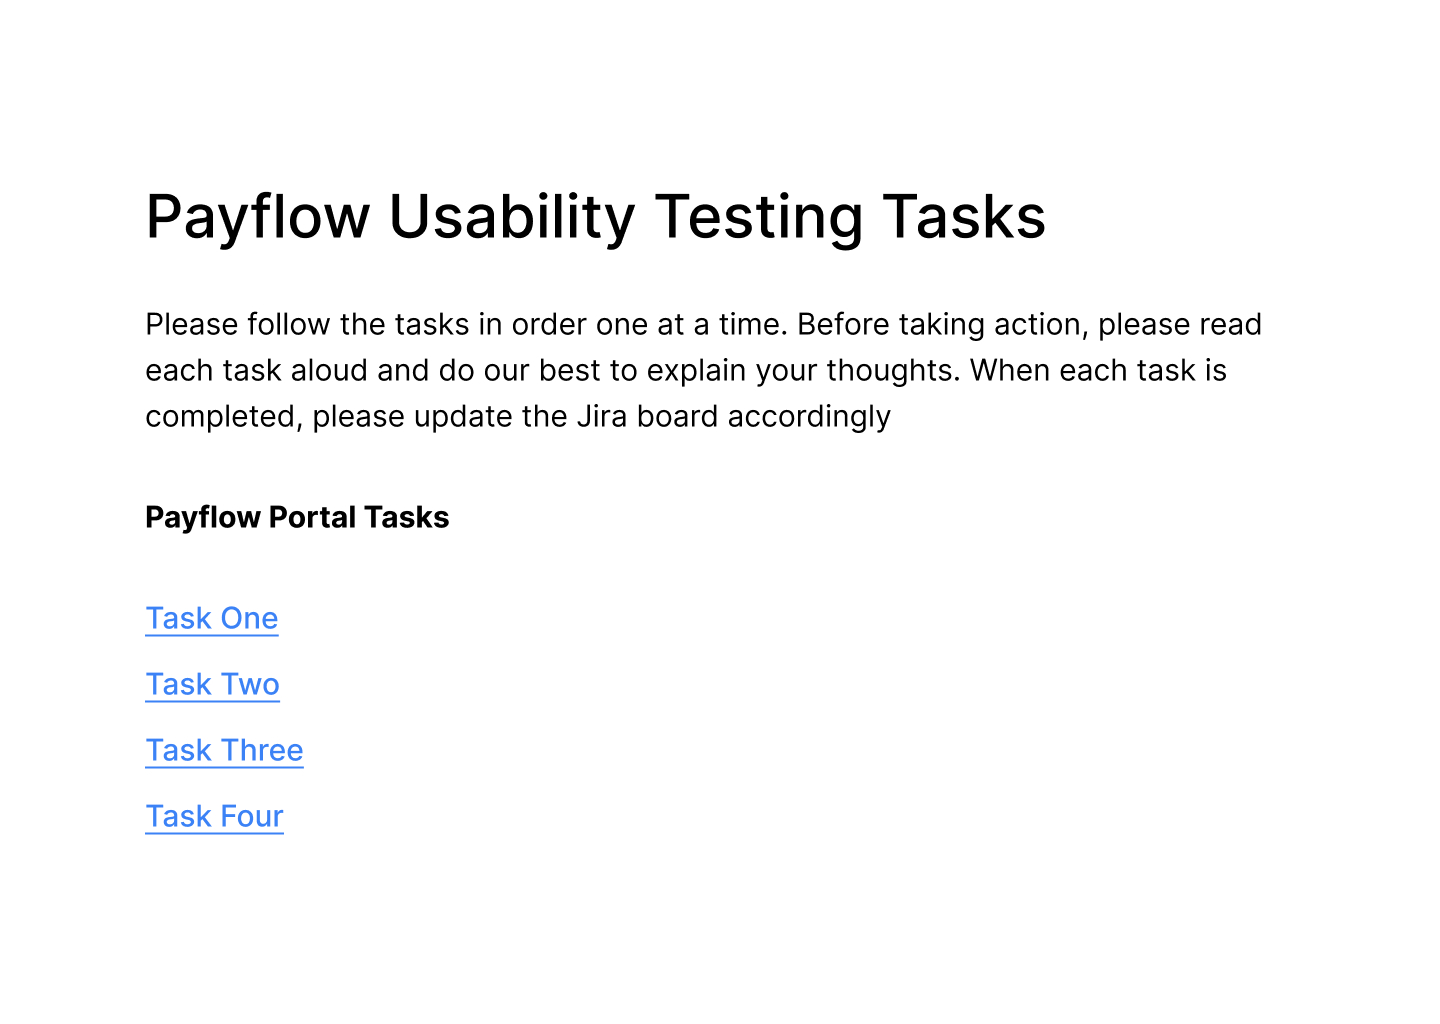 Payflow Usability Testing Tasks
Please follow the tasks in order one at a time. Before taking action, please read
each task aloud and do our best to explain your thoughts. When each task is
completed, please update the Jira board accordingly
Payflow Portal Tasks
Task One
Task Two
Task Three
Task Four